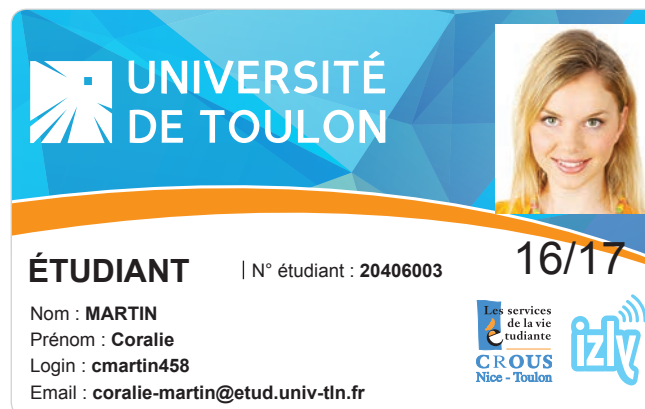 UNIVERSITÉ
DE TOULON
16/17
ÉTUDIANT
N° étudiant : 20406003
Nom : MARTIN
Prénom : Coralie
Login : cmartin458
Email : coralie-martin@etud.univ-tln.fr
Les services
de la vie
étudiante
CROUS
Nice - Toulon
izly